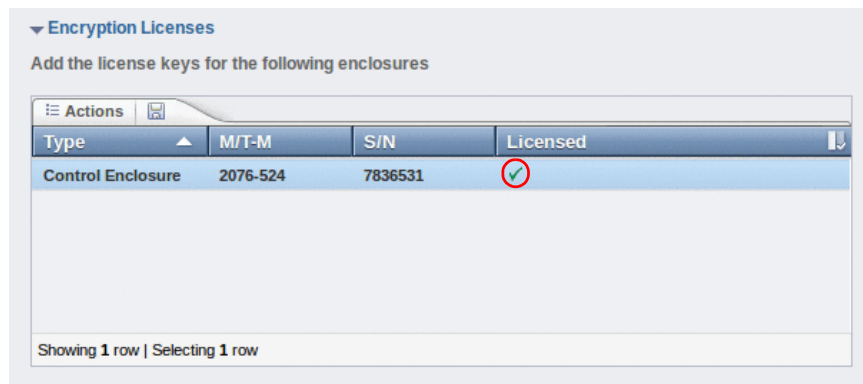 Encryption Licenses
Add the license keys for the following enclosures
Actions
Type M/T-M S/N Licensed
Control Enclosure 2076-524 7836531
Showing 1 row | Selecting 1 row